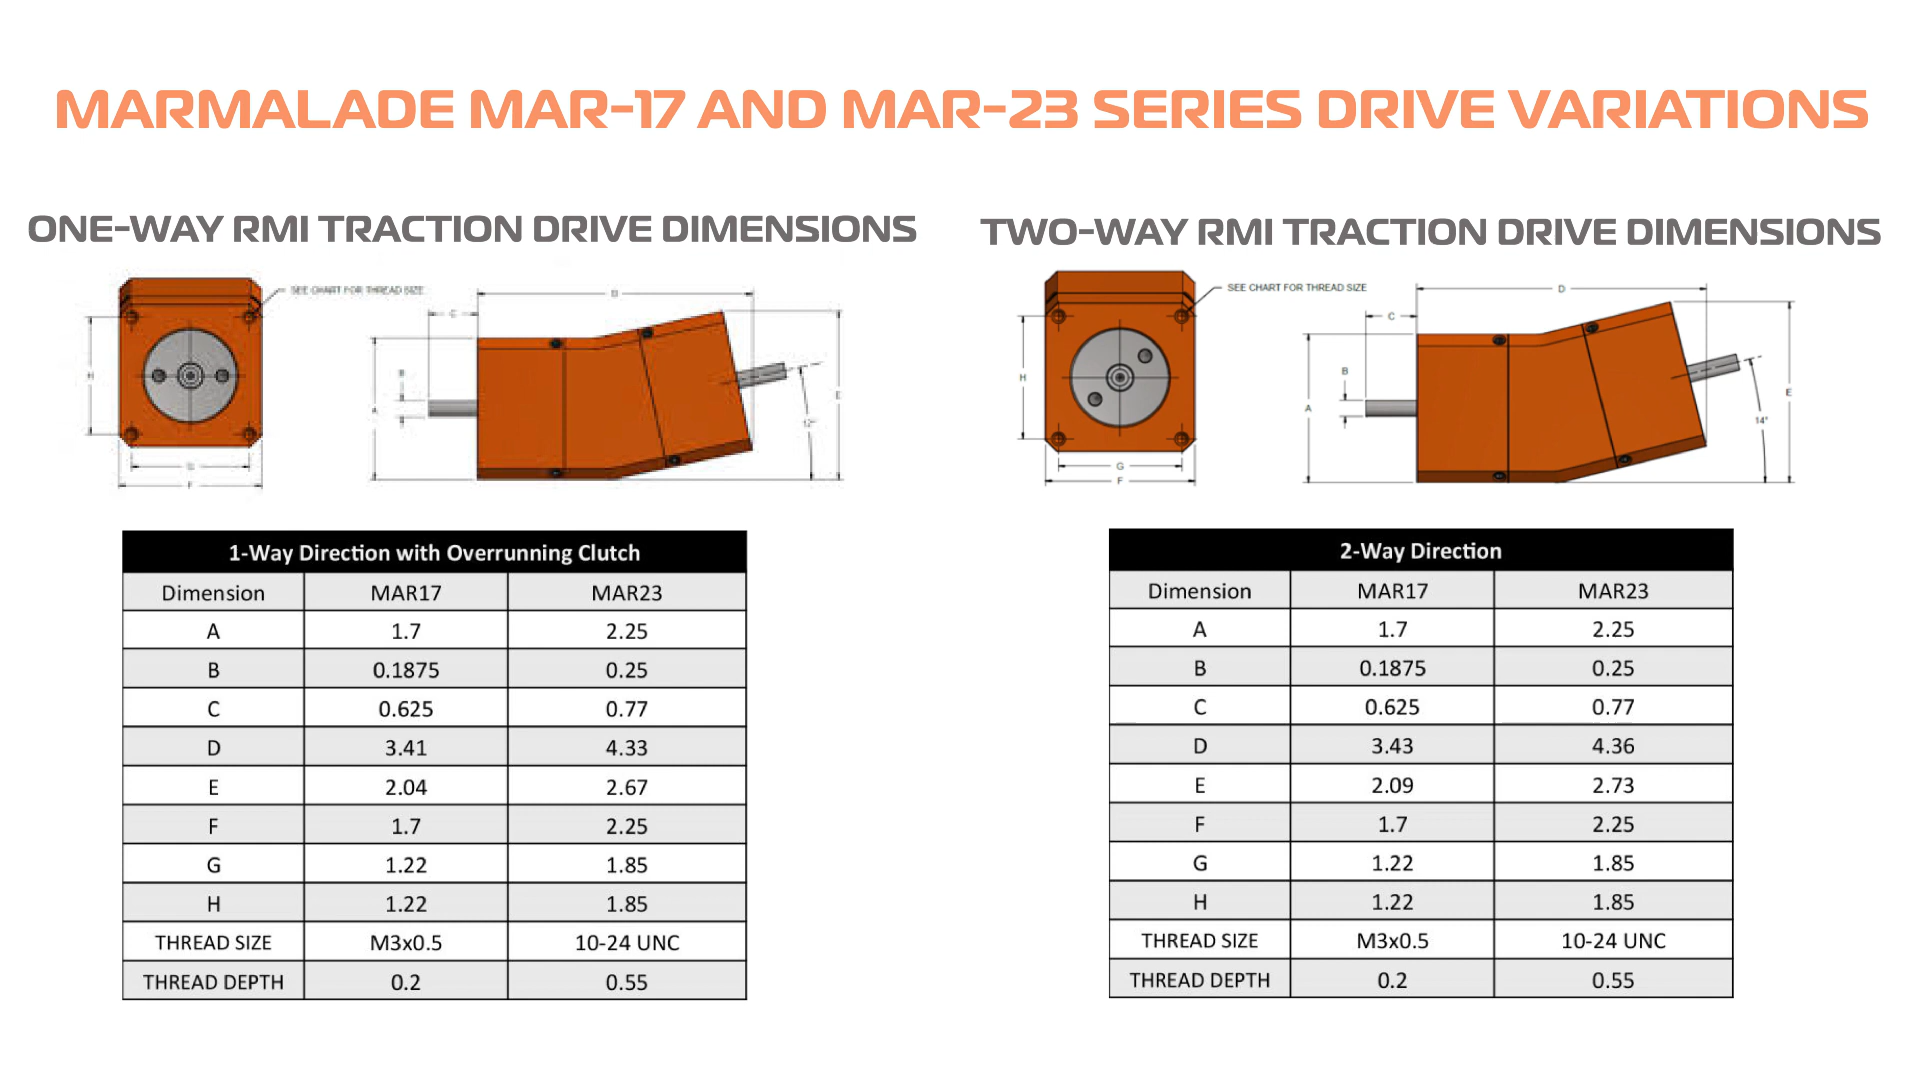 MARMALADE MAR-17 AND MAR-23 SERIES DRIVE VARIATIONS
ONE-WAY RMI TRACTION DRIVE DIMENSIONS
SEE CHART FOR THREAD SIZE
D
C
H
B
A
E
12°
G
F
1-Way Direction with Overrunning Clutch
Dimension MAR17 MAR23
A 1.7 2.25
B 0.1875 0.25
C 0.625 0.77
D 3.41 4.33
E 2.04 2.67
F 1.7 2.25
G 1.22 1.85
H 1.22 1.85
THREAD SIZE M3x0.5 10-24 UNC
THREAD DEPTH 0.2 0.55
TWO-WAY RMI TRACTION DRIVE DIMENSIONS
SEE CHART FOR THREAD SIZE
D
C
H
B
A
E
14°
G
F
2-Way Direction
Dimension MAR17 MAR23
A 1.7 2.25
B 0.1875 0.25
C 0.625 0.77
D 3.43 4.36
E 2.09 2.73
F 1.7 2.25
G 1.22 1.85
H 1.22 1.85
THREAD SIZE M3x0.5 10-24 UNC
THREAD DEPTH 0.2 0.55